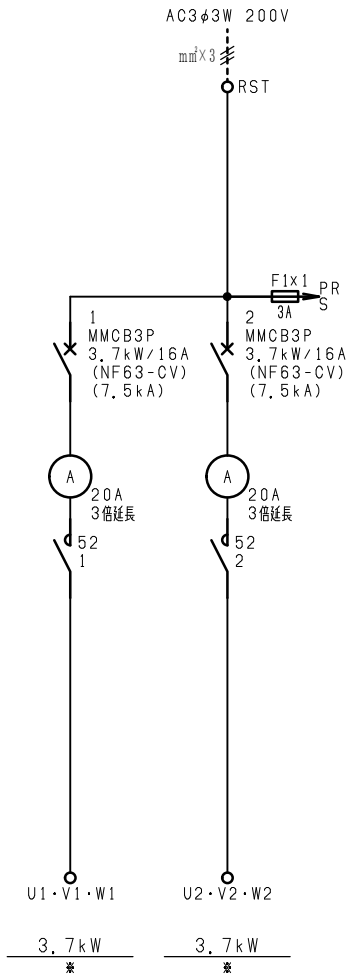 AC3φ3W 200V
mm²×3
RST
F1x1
PR
3A
S
1
MMCB3P
3.7kW/16A
(NF63-CV)
(7.5kA)
2
MMCB3P
3.7kW/16A
(NF63-CV)
(7.5kA)
A
20A
3倍延長
A
20A
3倍延長
52
1
52
2
U1・V1・W1
U2・V2・W2
3.7kW
※
3.7kW
※